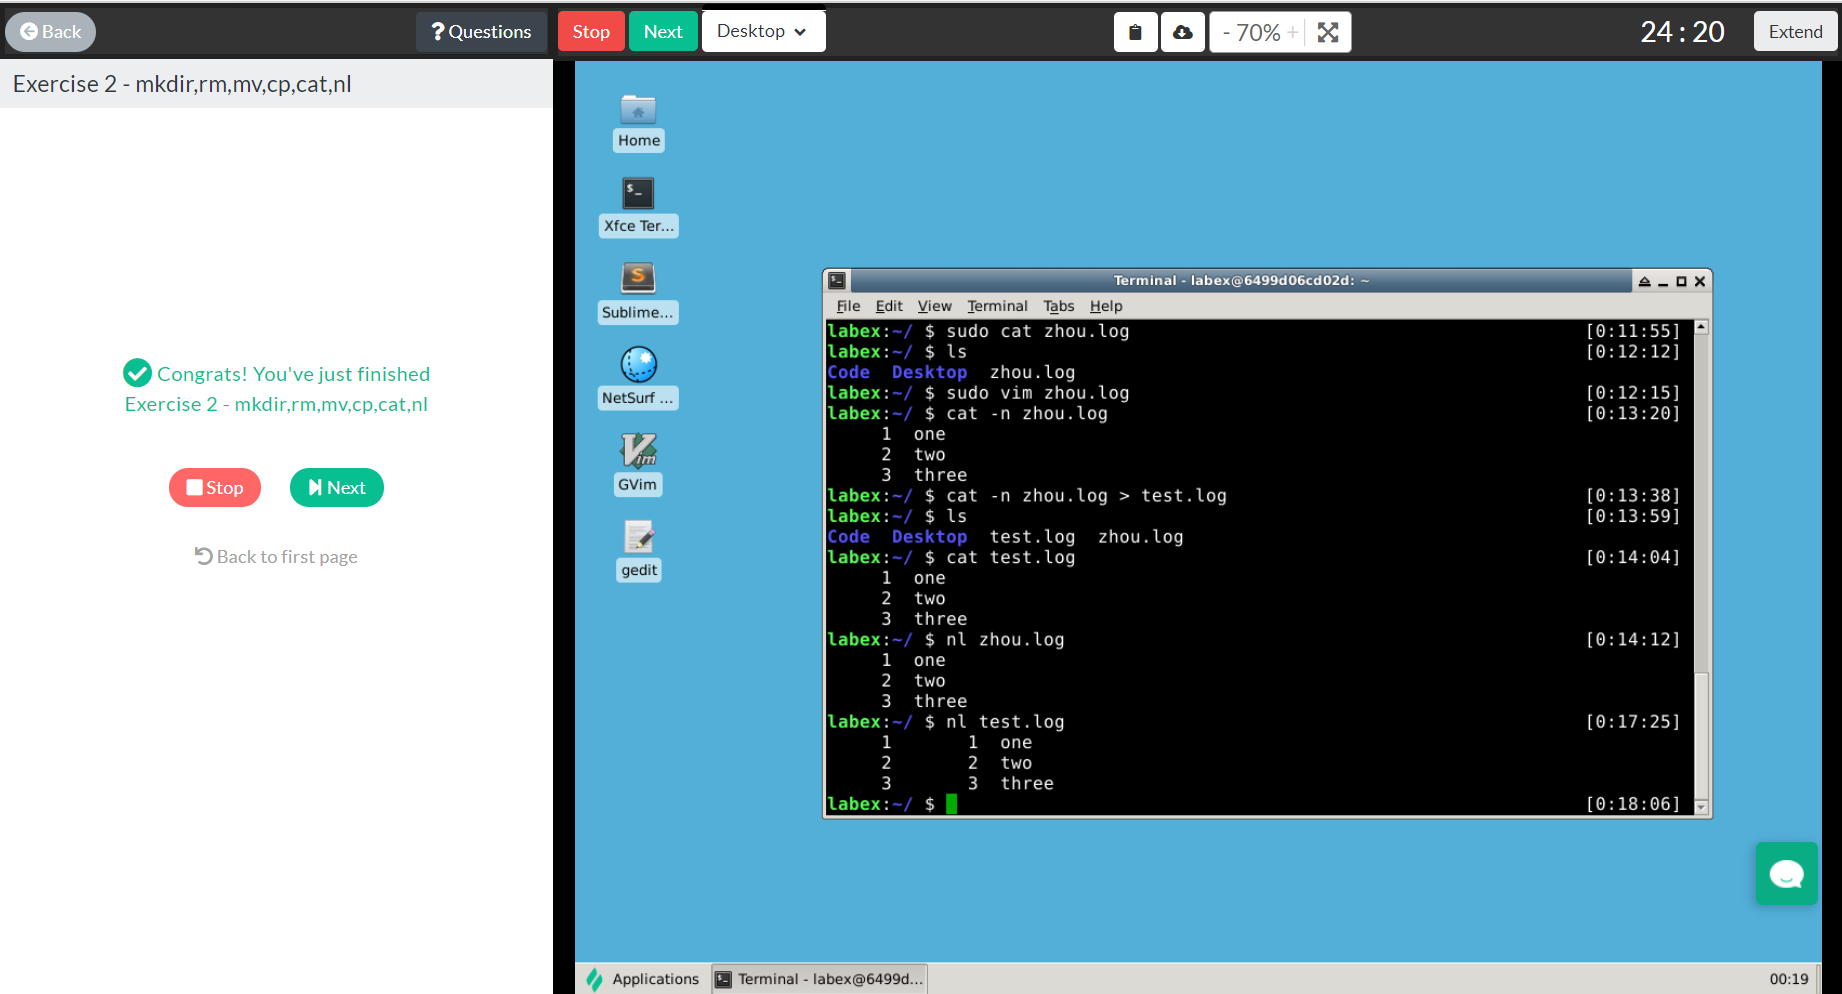 Back
? Questions
Stop
Next
Desktop
- 70% +
24 : 20
Extend
Exercise 2 - mkdir,rm,mv,cp,cat,nl
Congrats! You've just finished
Exercise 2 - mkdir,rm,mv,cp,cat,nl
Stop
Next
Back to first page
Home
Xfce Ter...
Sublime...
NetSurf ...
GVim
gedit
Terminal - labex@6499d06cd02d: ~
File Edit View Terminal Tabs Help
labex:~/ $ sudo cat zhou.log [0:11:55]
labex:~/ $ ls [0:12:12]
Code Desktop zhou.log
labex:~/ $ sudo vim zhou.log [0:12:15]
labex:~/ $ cat -n zhou.log [0:13:20]
1 one
2 two
3 three
labex:~/ $ cat -n zhou.log > test.log [0:13:38]
labex:~/ $ ls [0:13:59]
Code Desktop test.log zhou.log
labex:~/ $ cat test.log [0:14:04]
1 one
2 two
3 three
labex:~/ $ nl zhou.log [0:14:12]
1 one
2 two
3 three
labex:~/ $ nl test.log [0:17:25]
1 1 one
2 2 two
3 3 three
labex:~/ $ [0:18:06]
Applications
Terminal - labex@6499d...
00:19